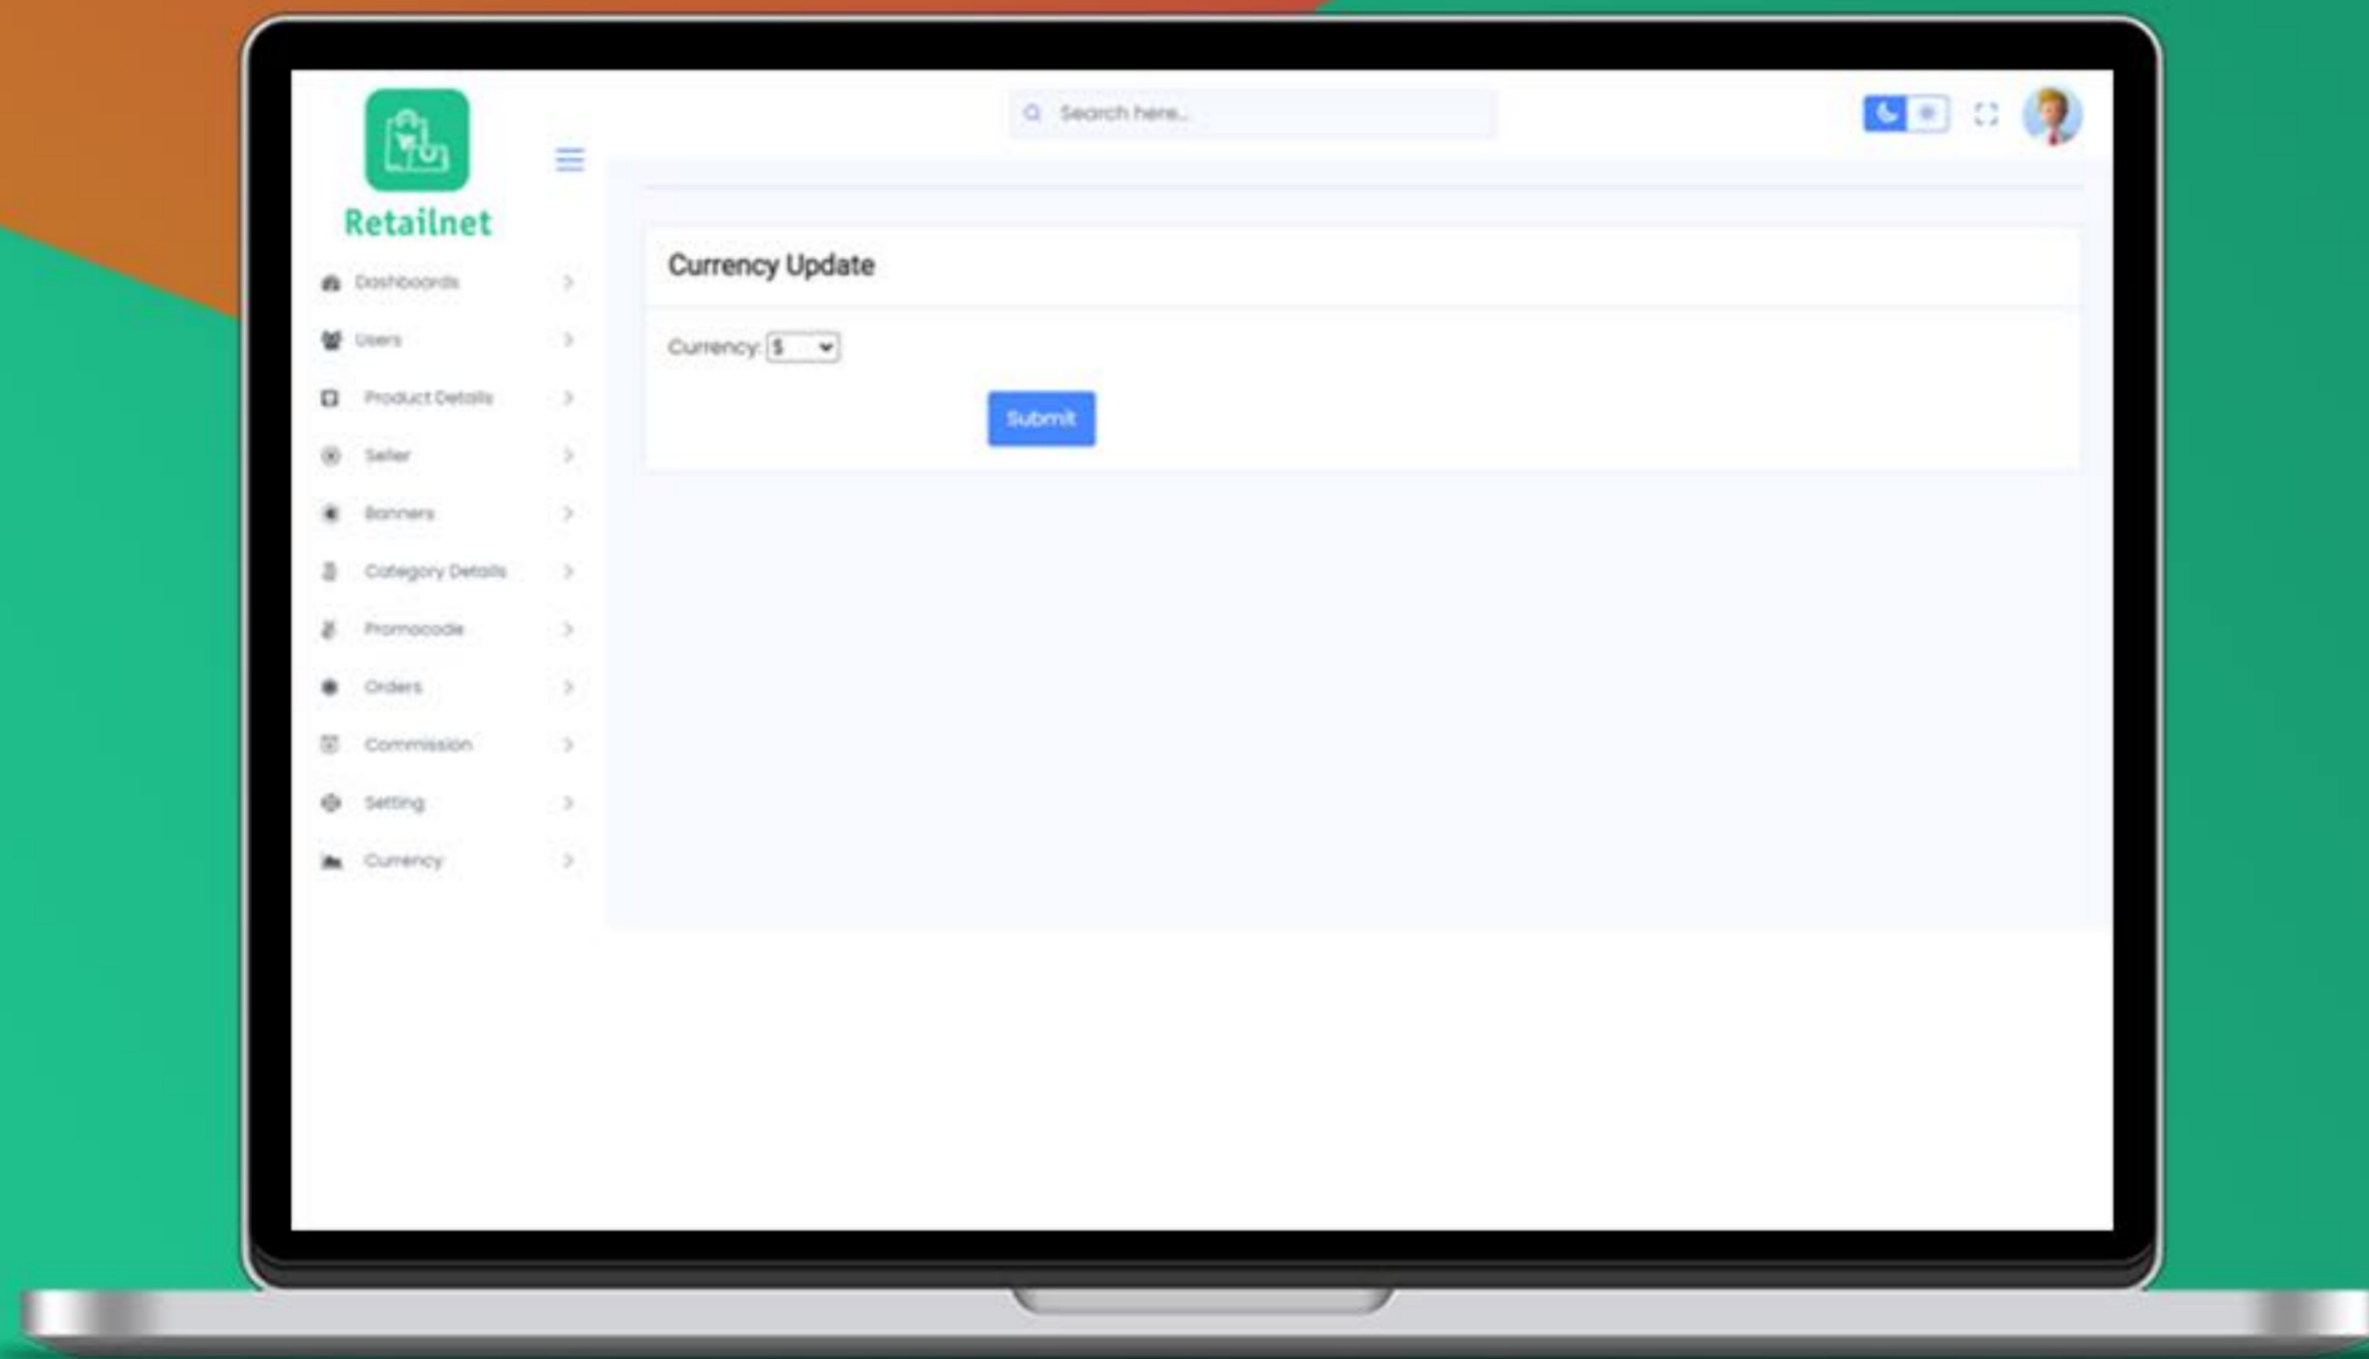 Retailnet
Search here...
Dashboards
Users
Product Details
Seller
Banners
Category Details
Promocode
Orders
Commission
Setting
Currency
Currency Update
Currency: $
Submit